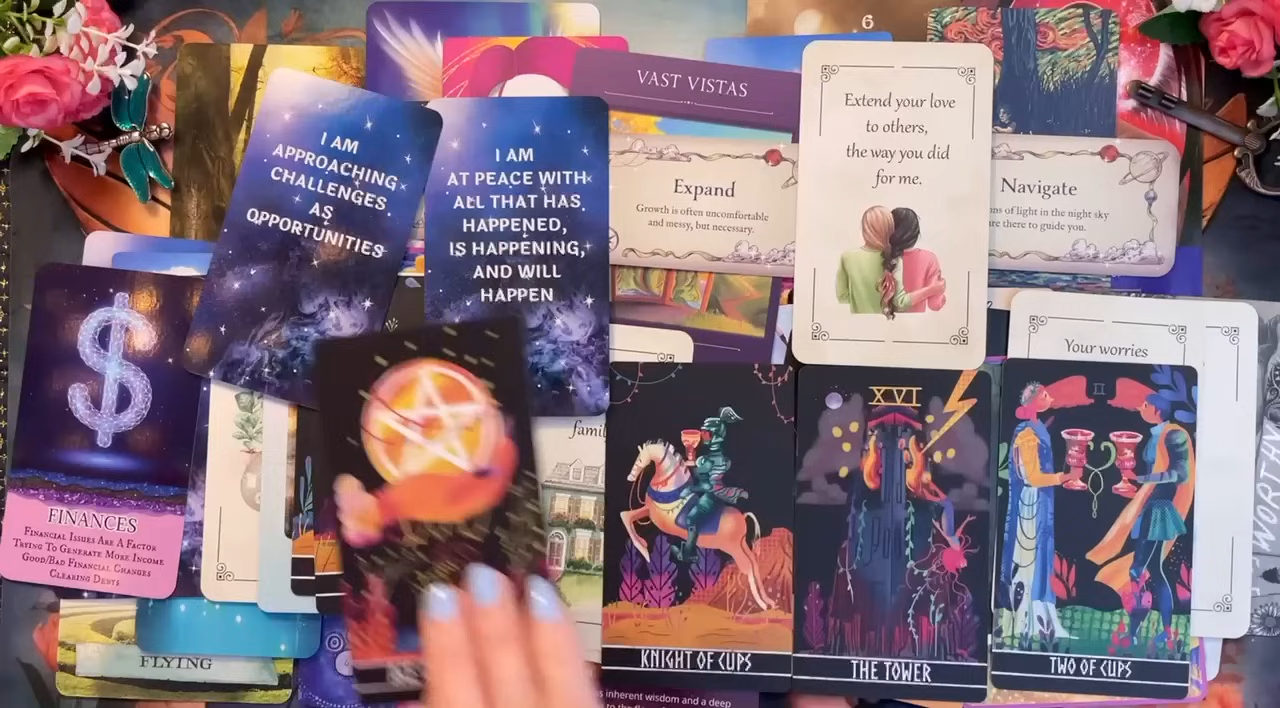 6
VAST VISTAS
I AM
APPROACHING
CHALLENGES
AS
OPPORTUNITIES
I AM
AT PEACE WITH
ALL THAT HAS
HAPPENED,
IS HAPPENING,
AND WILL
HAPPEN
Expand
Growth is often uncomfortable
and messy, but necessary.
Extend your love
to others,
the way you did
for me.
Navigate
of light in the night sky
are there to guide you.
Your worries
FINANCES
FINANCIAL ISSUES ARE A FACTOR
TRYING TO GENERATE MORE INCOME
GOOD/BAD FINANCIAL CHANGES
CLEARING DEBTS
FLYING
KNIGHT OF CUPS
XVI
THE TOWER
II
TWO OF CUPS
WORTHY
inherent wisdom and a deep